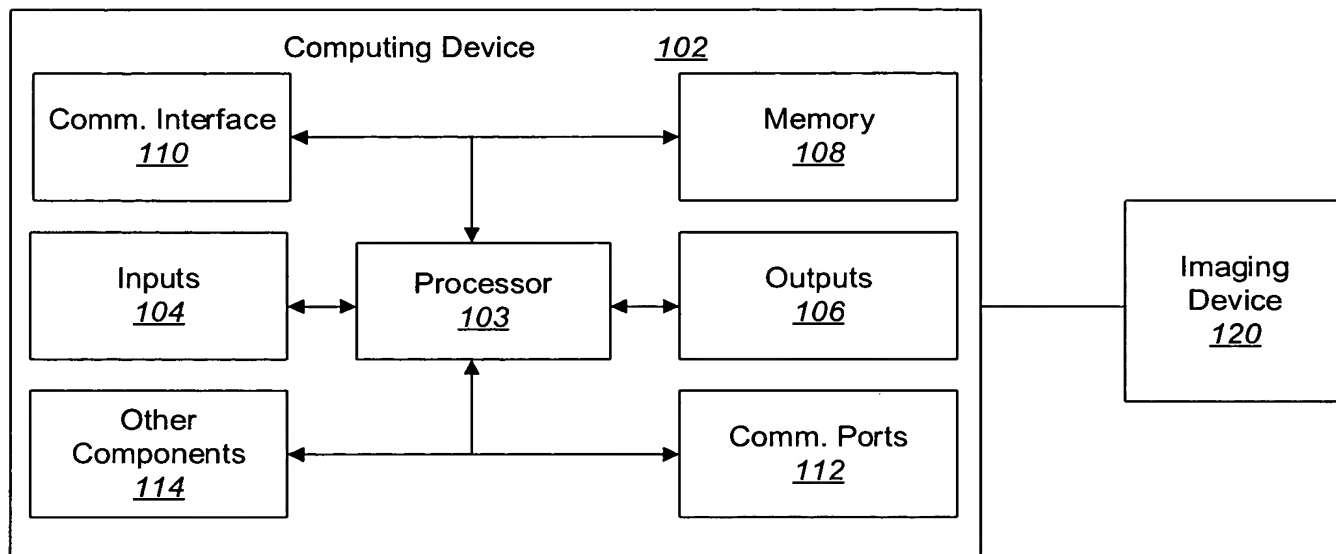 Computing Device 102
Comm. Interface
110
Memory
108
Inputs
104
Processor
103
Outputs
106
Imaging
Device
120
Other
Components
114
Comm. Ports
112